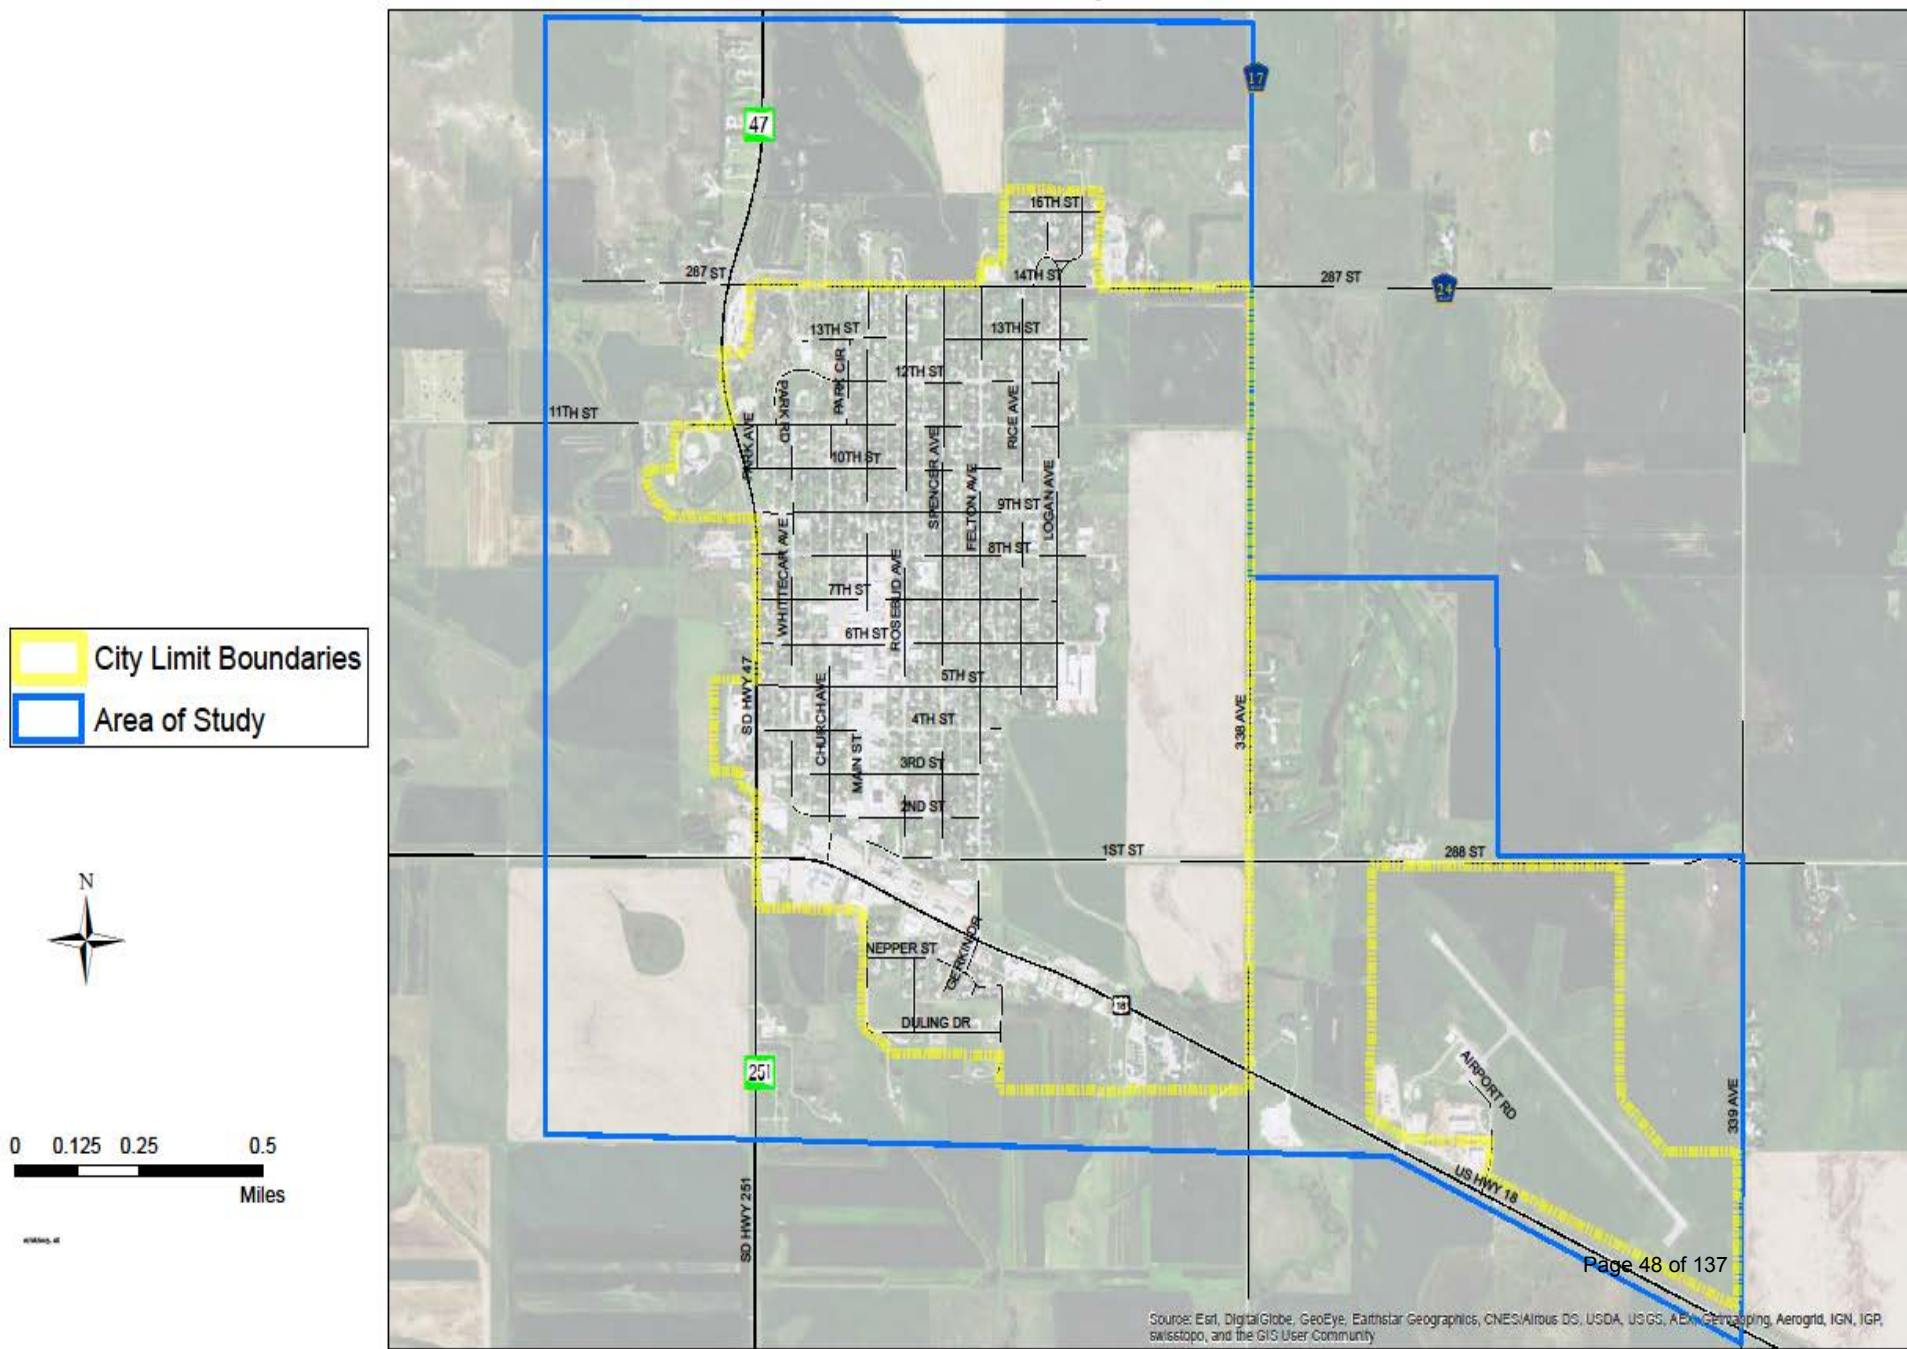 17
47
16TH ST
287 ST
14TH ST
287 ST
24
13TH ST
13TH ST
PARK CIR
12TH ST
PARK RD
RICE AVE
11TH ST
PARK AVE
SPENCER AVE
10TH ST
FELTON AVE
LOGAN AVE
9TH ST
WHITTECAR AVE
8TH ST
ROSEBUD AVE
7TH ST
6TH ST
City Limit Boundaries
SD HWY 47
5TH ST
CHURCH AVE
Area of Study
4TH ST
338 AVE
MAIN ST
3RD ST
2ND ST
1ST ST
288 ST
N
NEPPER ST
GERKIN DR
18
DULING DR
251
AIRPORT RD
339 AVE
0 0.125 0.25 0.5
Miles
US HWY 18
SD HWY 251
Page 48 of 137
Source: Esri, DigitalGlobe, GeoEye, Earthstar Geographics, CNES/Airbus DS, USDA, USGS, AEX, Getmapping, Aerogrid, IGN, IGP,
swisstopo, and the GIS User Community